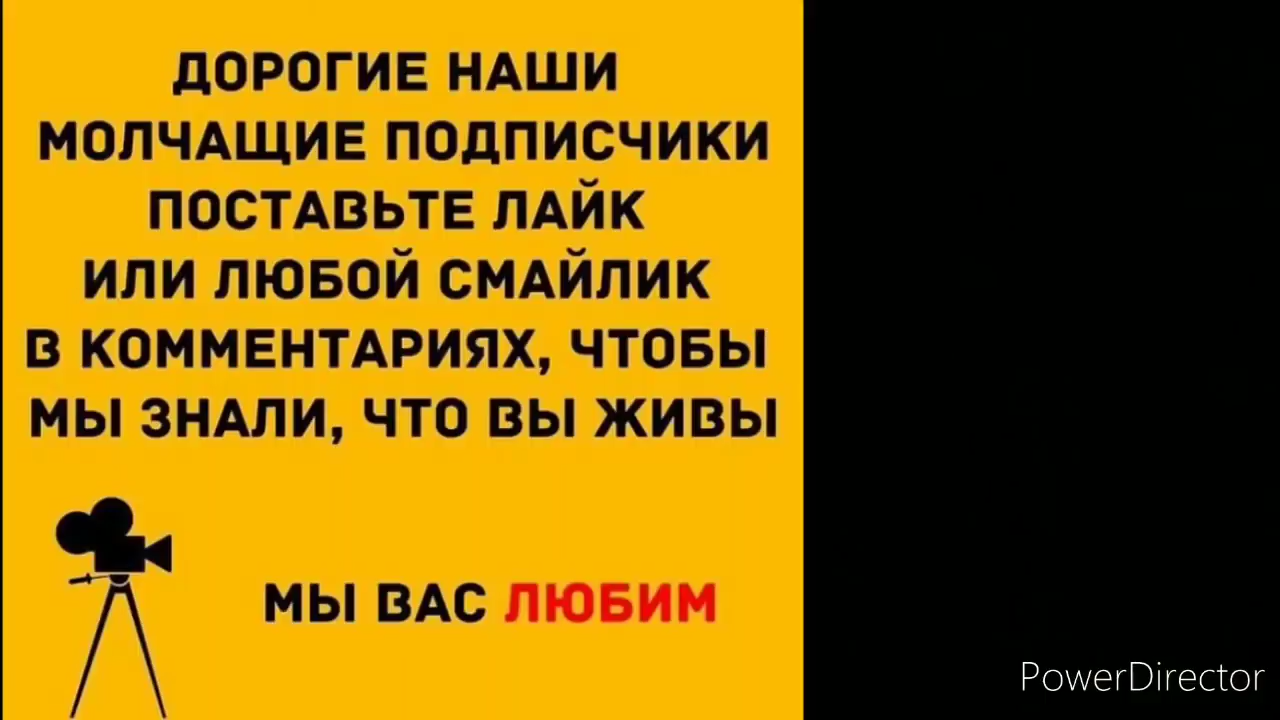 ДОРОГИЕ НАШИ
МОЛЧАЩИЕ ПОДПИСЧИКИ
ПОСТАВЬТЕ ЛАЙК
ИЛИ ЛЮБОЙ СМАЙЛИК
В КОММЕНТАРИЯХ, ЧТОБЫ
МЫ ЗНАЛИ, ЧТО ВЫ ЖИВЫ
МЫ ВАС ЛЮБИМ
PowerDirector